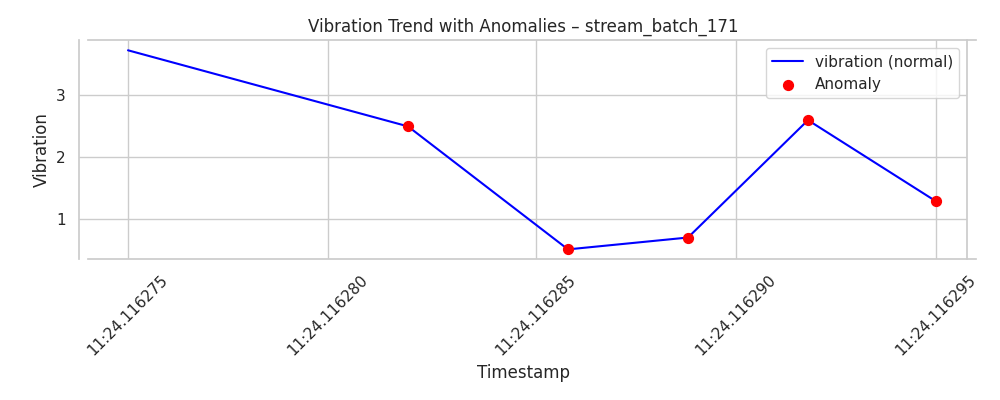 Vibration Trend with Anomalies – stream_batch_171
vibration (normal)
Anomaly
Vibration
3
2
1
11:24.116275
11:24.116280
11:24.116285
11:24.116290
11:24.116295
Timestamp